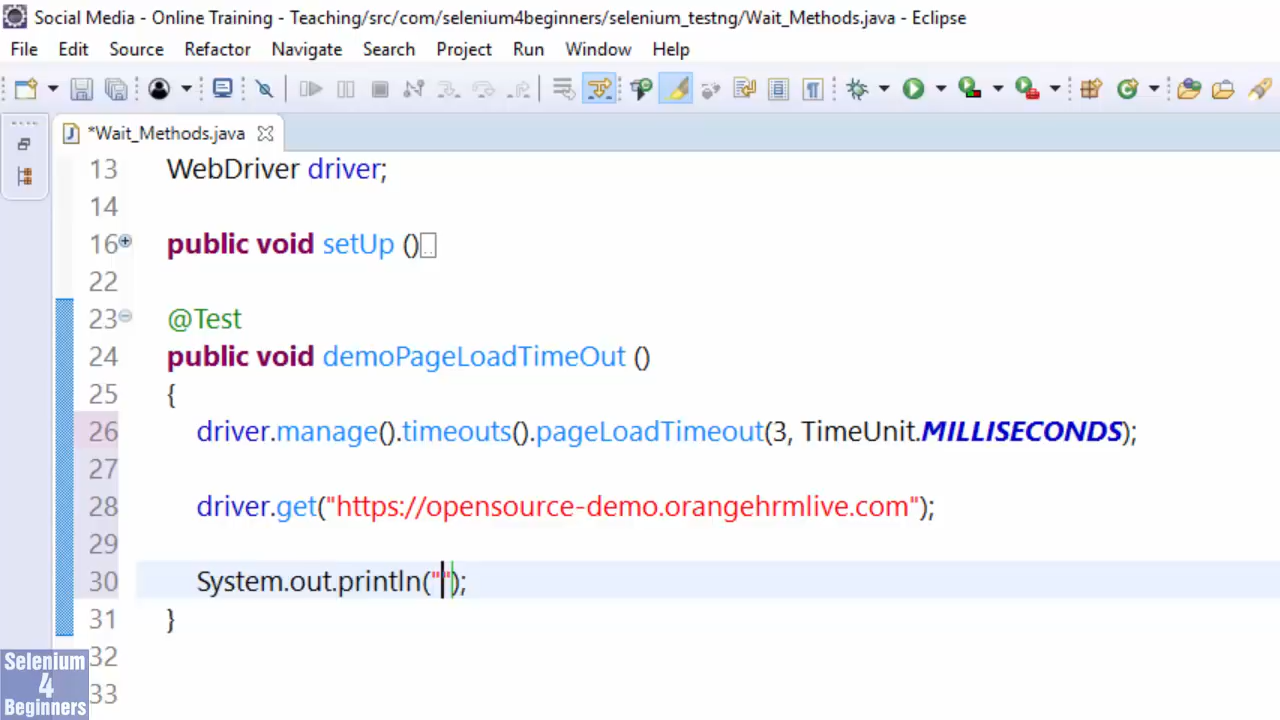 Social Media - Online Training - Teaching/src/com/selenium4beginners/selenium_testng/Wait_Methods.java - Eclipse
File Edit Source Refactor Navigate Search Project Run Window Help
*Wait_Methods.java
13 WebDriver driver;
14
16 public void setUp ()
22
23 @Test
24 public void demoPageLoadTimeOut ()
25 {
26 driver.manage().timeouts().pageLoadTimeout(3, TimeUnit.MILLISECONDS);
27
28 driver.get("https://opensource-demo.orangehrmlive.com");
29
30 System.out.println("");
31 }
32
33
Selenium
4
Beginners